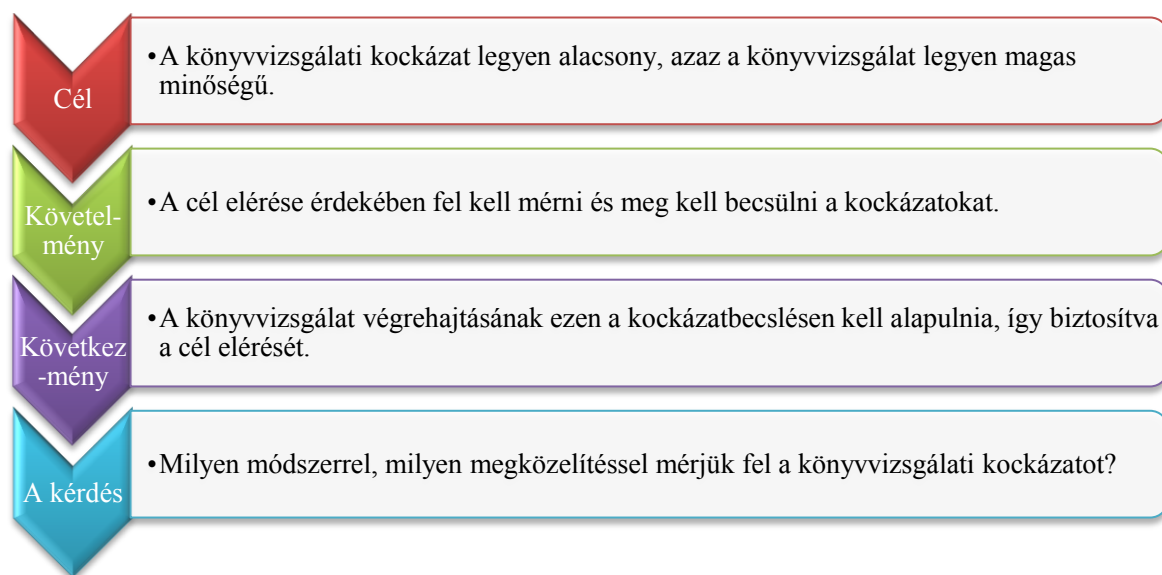 Cél
•A könyvvizsgálati kockázat legyen alacsony, azaz a könyvvizsgálat legyen magas
minőségű.
Követel-
mény
•A cél elérése érdekében fel kell mérni és meg kell becsülni a kockázatokat.
Következ
-mény
•A könyvvizsgálat végrehajtásának ezen a kockázatbecslésen kell alapulnia, így biztosítva
a cél elérését.
A kérdés
•Milyen módszerrel, milyen megközelítéssel mérjük fel a könyvvizsgálati kockázatot?